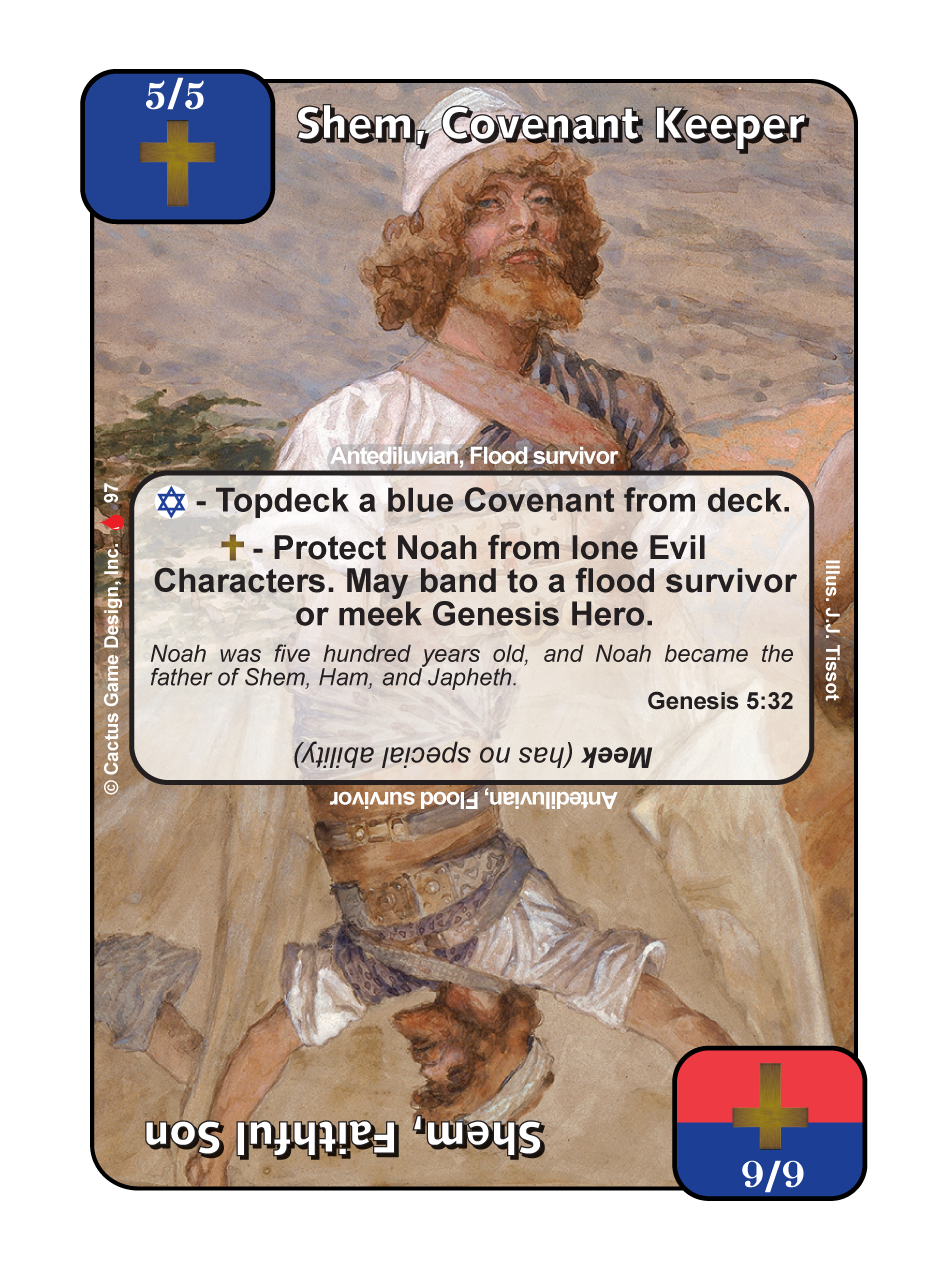 5/5
Shem, Covenant Keeper
Antediluvian, Flood survivor
✡ - Topdeck a blue Covenant from deck.
✝ - Protect Noah from lone Evil
Characters. May band to a flood survivor
or meek Genesis Hero.
Noah was five hundred years old, and Noah became the
father of Shem, Ham, and Japheth.
Genesis 5:32
Meek (has no special ability)
Antediluvian, Flood survivor
Shem, Faithful Son
9/9
© Cactus Game Design, Inc. 97
Illus. J.J. Tissot